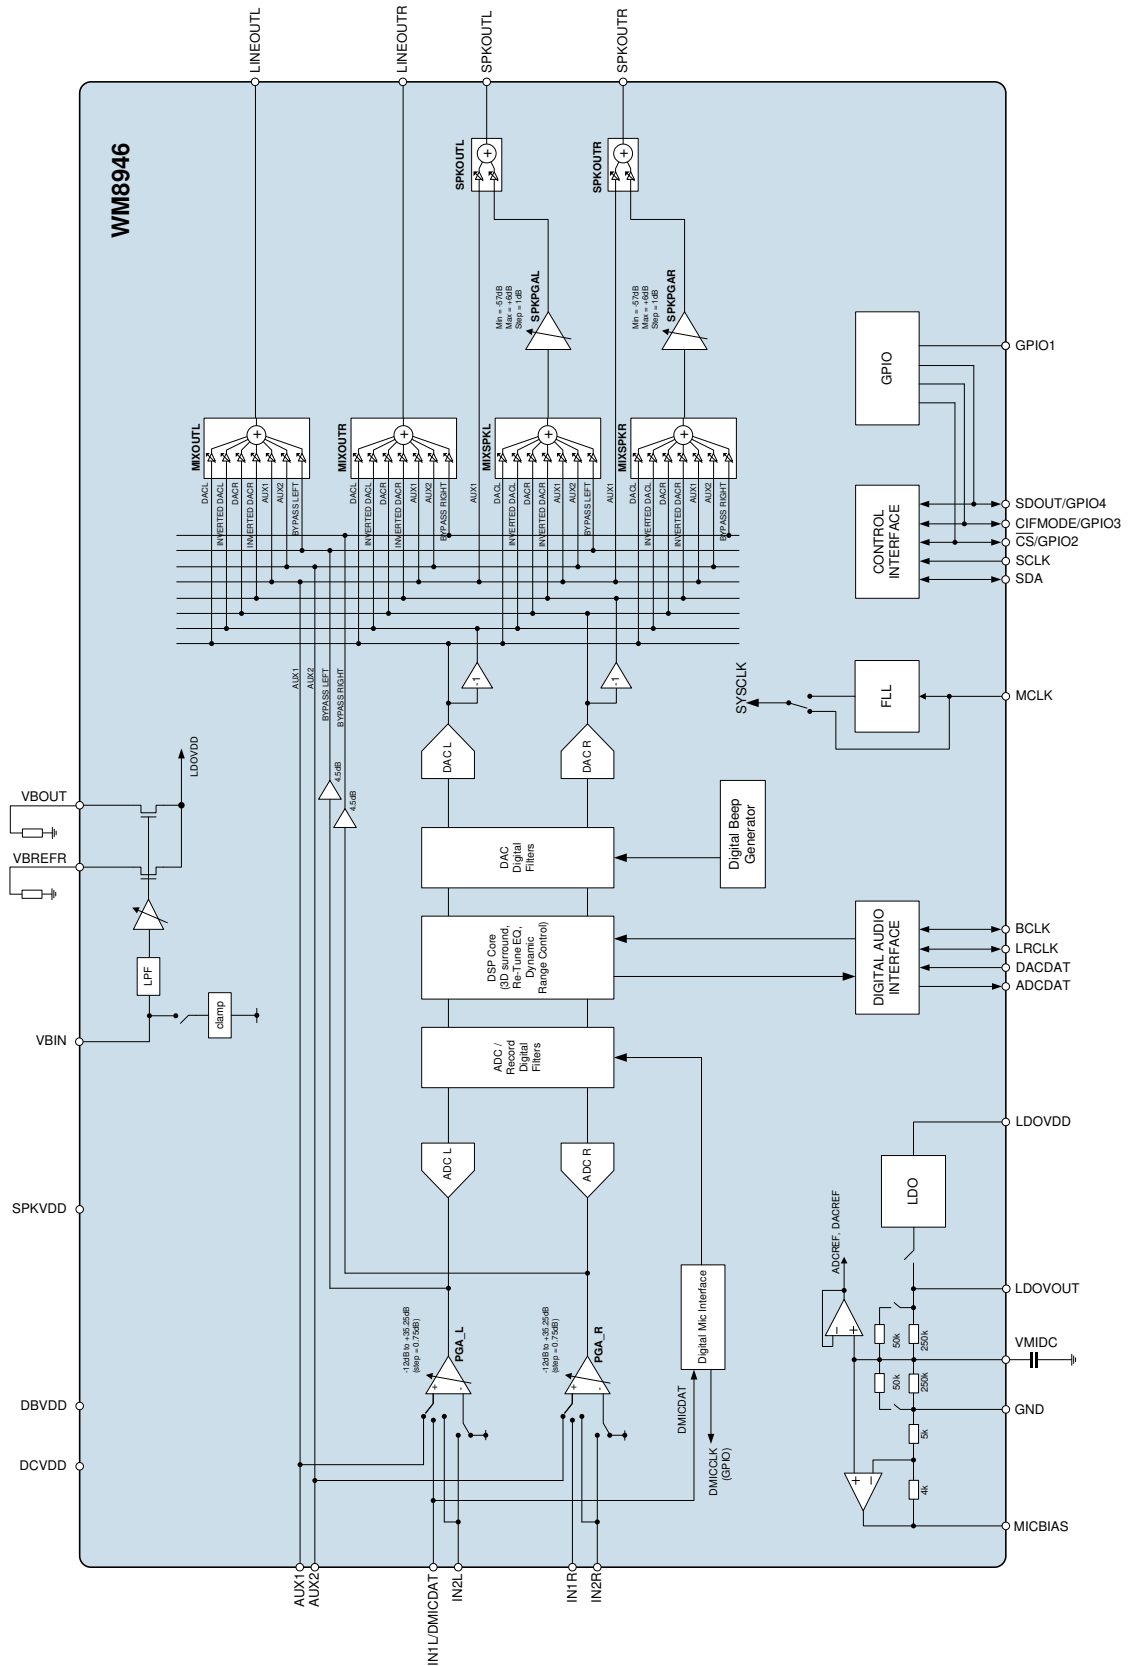 LINEOUTL
LINEOUTR
SPKOUTL
SPKOUTR
WM8946
SPKOUTL
SPKOUTR
Min = -57dB
Max = +6dB
Step = 1dB
SPKPGAL
Min = -57dB
Max = +6dB
Step = 1dB
SPKPGAR
MIXOUTL
DACL
INVERTED DACL
DACR
INVERTED DACR
AUX1
AUX2
BYPASS LEFT
MIXOUTR
DACL
INVERTED DACL
DACR
INVERTED DACR
AUX1
AUX2
BYPASS RIGHT
AUX1
MIXSPKL
DACL
INVERTED DACL
DACR
INVERTED DACR
AUX1
AUX2
BYPASS LEFT
AUX1
MIXSPKR
DACL
INVERTED DACL
DACR
INVERTED DACR
AUX1
AUX2
BYPASS RIGHT
GPIO
GPIO1
CONTROL
INTERFACE
SDOUT/GPIO4
CIFMODE/GPIO3
CS/GPIO2
SCLK
SDA
AUX1
AUX2
BYPASS LEFT
BYPASS RIGHT
-1
-1
SYSCLK
FLL
MCLK
LDOVDD
VBOUT
VBREFR
4.5dB
4.5dB
DAC L
DAC R
DAC
Digital
Filters
Digital Beep
Generator
LPF
clamp
VBIN
DSP Core
(3D surround,
Re-Tune EQ,
Dynamic
Range Control)
DIGITAL AUDIO
INTERFACE
BCLK
LRCLK
DACDAT
ADCDAT
ADC /
Record
Digital
Filters
ADC L
ADC R
SPKVDD
LDOVDD
LDO
ADCREF, DACREF
LDOVOUT
VMIDC
GND
MICBIAS
50k
250k
50k
250k
5k
4k
+
–
+
–
-12dB to +35.25dB
(step = 0.75dB)
PGA_L
+
-
-12dB to +35.25dB
(step = 0.75dB)
PGA_R
+
-
Digital Mic Interface
DMICDAT
DMICCLK
(GPIO)
DBVDD
DCVDD
AUX1
AUX2
IN1L/DMICDAT
IN2L
IN1R
IN2R